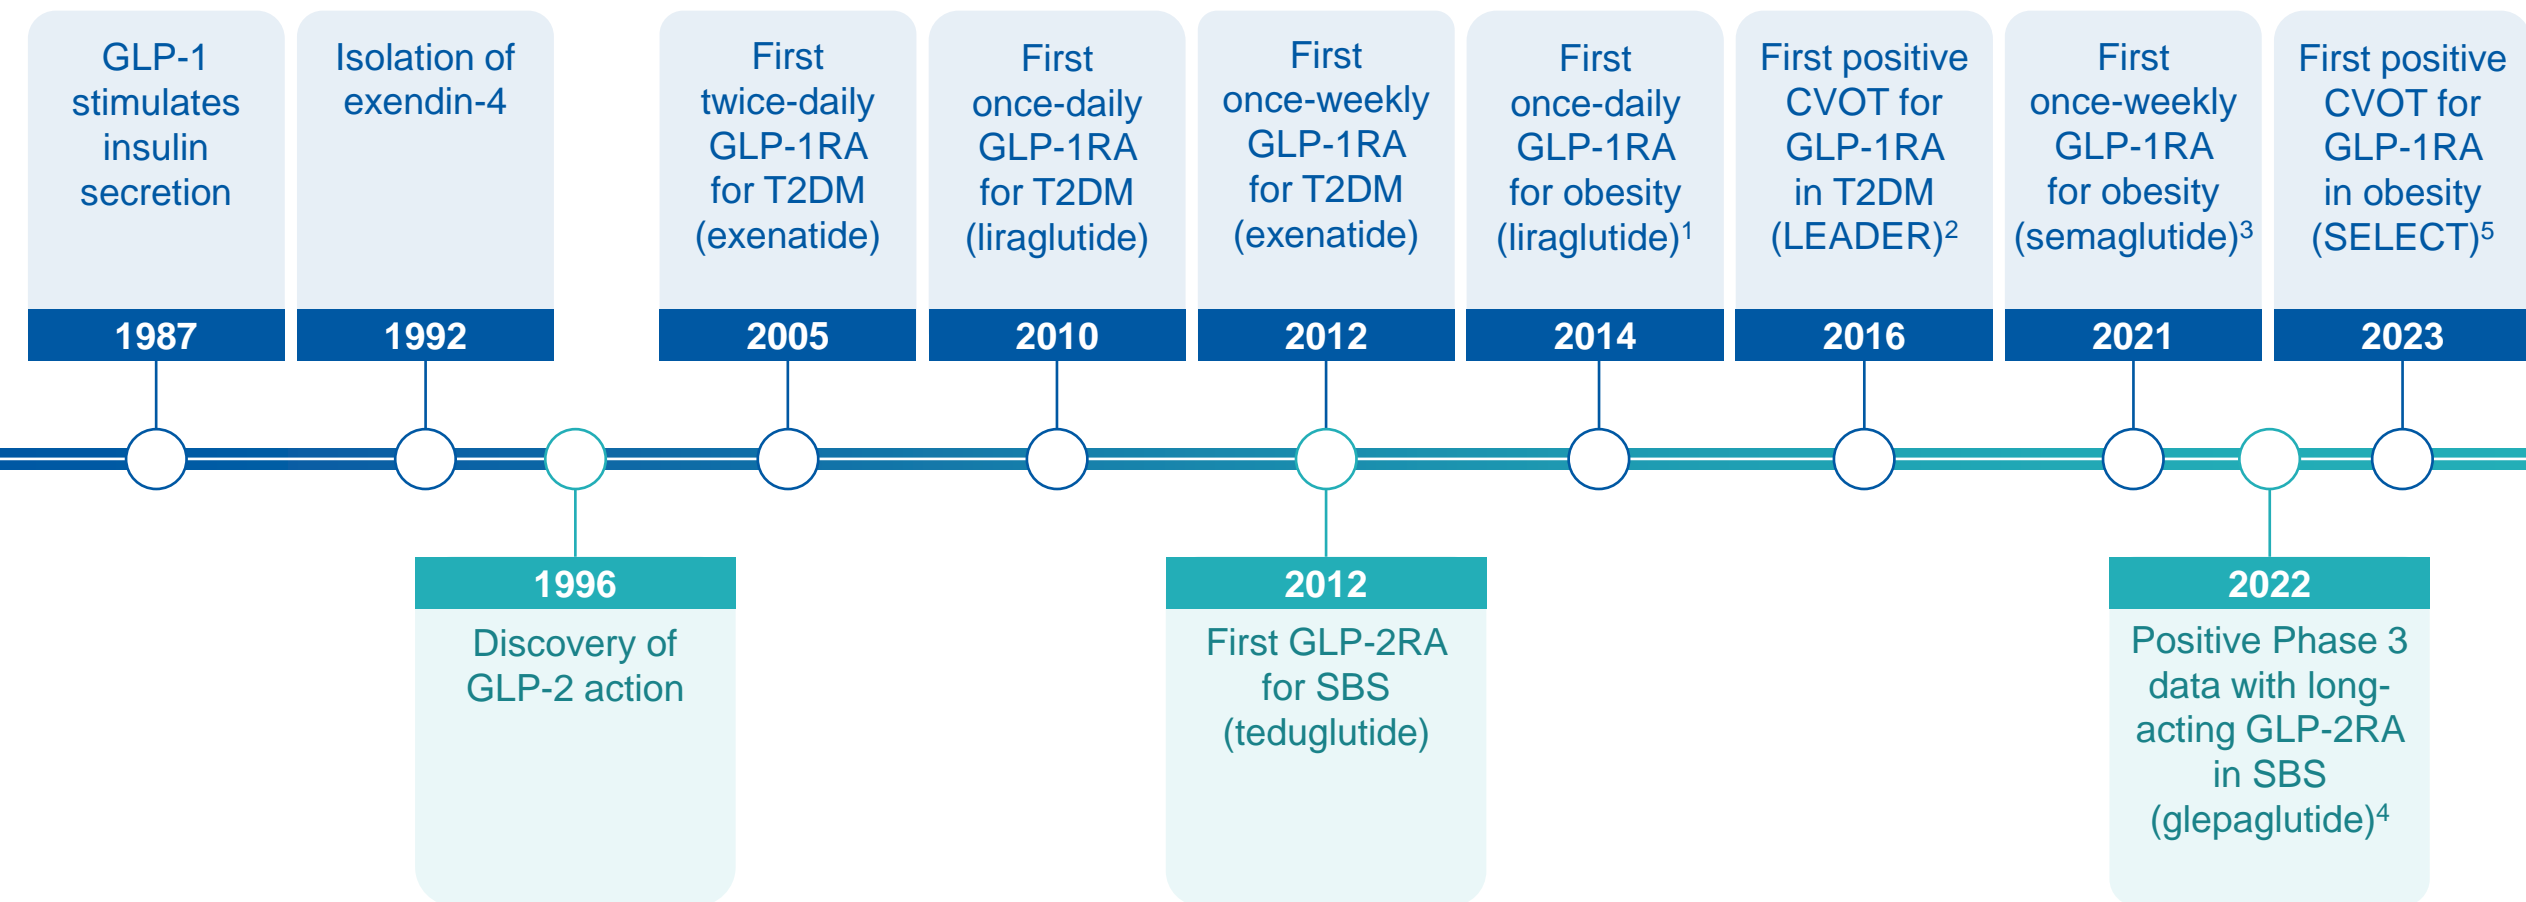 GLP-1
stimulates
insulin
secretion
1987
Isolation of
exendin-4
1992
First
twice-daily
GLP-1RA
for T2DM
(exenatide)
2005
First
once-daily
GLP-1RA
for T2DM
(liraglutide)
2010
First
once-weekly
GLP-1RA
for T2DM
(exenatide)
2012
First
once-daily
GLP-1RA
for obesity
(liraglutide)¹
2014
First positive
CVOT for
GLP-1RA
in T2DM
(LEADER)²
2016
First
once-weekly
GLP-1RA
for obesity
(semaglutide)³
2021
First positive
CVOT for
GLP-1RA
in obesity
(SELECT)⁵
2023
1996
Discovery of
GLP-2 action
2012
First GLP-2RA
for SBS
(teduglutide)
2022
Positive Phase 3
data with long-
acting GLP-2RA
in SBS
(glepaglutide)⁴